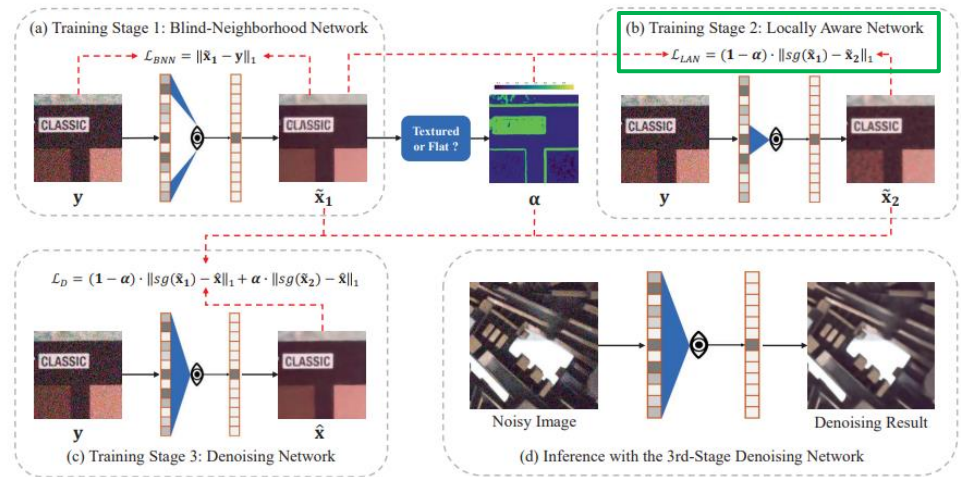 (a) Training Stage 1: Blind-Neighborhood Network
ℒ_BNN = ‖x̃₁ − y‖₁
CLASSIC
y
CLASSIC
x̃₁
Textured
or Flat ?
α
(b) Training Stage 2: Locally Aware Network
ℒ_LAN = (1 − α) · ‖sg(x̃₁) − x̃₂‖₁
CLASSIC
y
CLASSIC
x̃₂
ℒ_D = (1 − α) · ‖sg(x̃₁) − x̂‖₁ + α · ‖sg(x̃₂) − x̂‖₁
CLASSIC
y
CLASSIC
x̂
(c) Training Stage 3: Denoising Network
Noisy Image
Denoising Result
(d) Inference with the 3rd-Stage Denoising Network